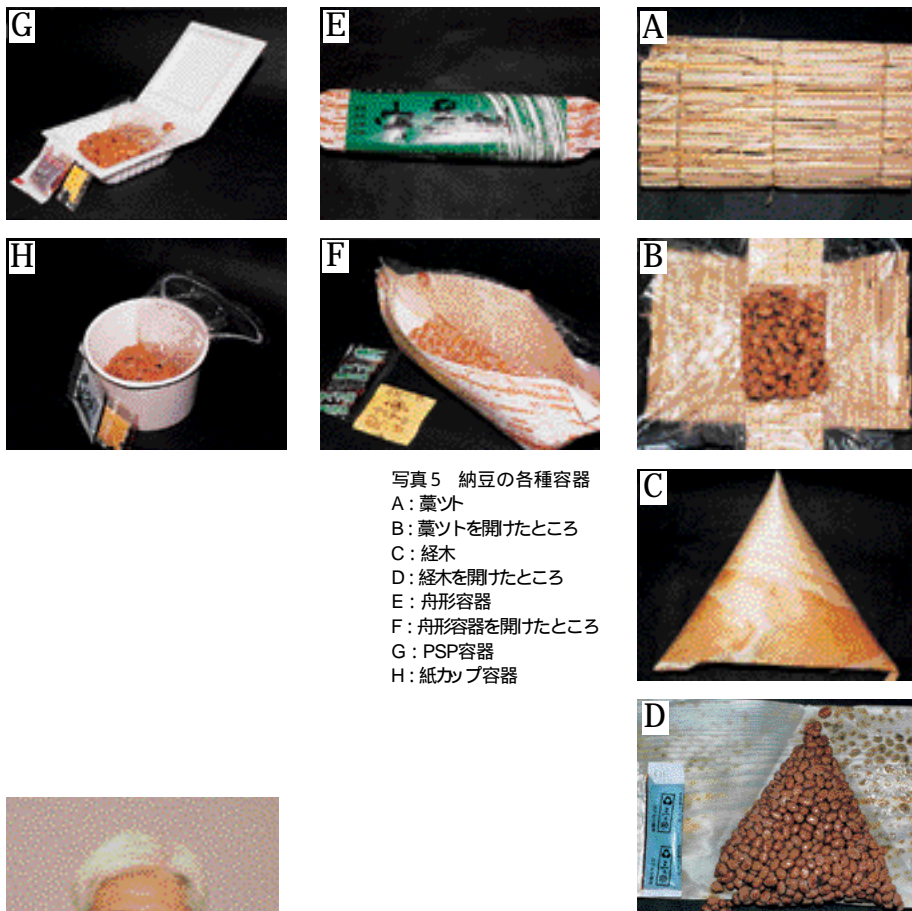 G
E
A
H
F
B
写真5 納豆の各種容器
A:藁ツト
B:藁ツトを開けたところ
C:経木
D:経木を開けたところ
E:舟形容器
F:舟形容器を開けたところ
G:PSP容器
H:紙カップ容器
C
D